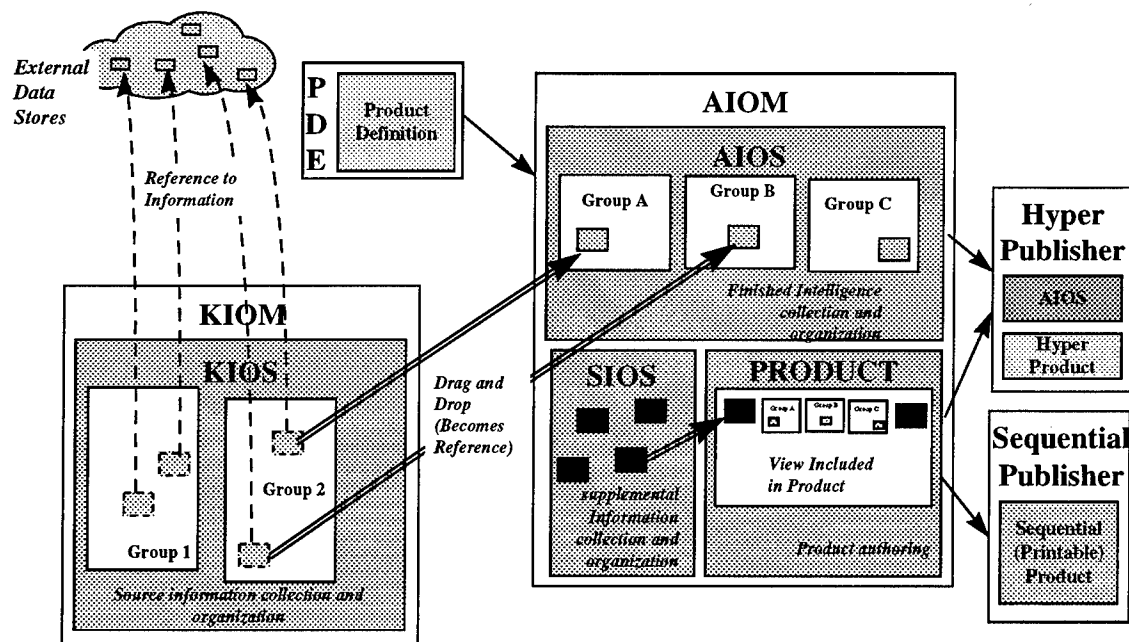 External
Data
Stores
Reference to
Information
P
D
E
Product
Definition
AIOM
AIOS
Group A
Group B
Group C
Finished Intelligence
collection and
organization
KIOM
KIOS
Group 1
Group 2
Source information collection and
organization
Drag and
Drop
(Becomes
Reference)
SIOS
supplemental
Information
collection and
organization
PRODUCT
Group A
Group B
Group C
View Included
in Product
Product authoring
Hyper
Publisher
AIOS
Hyper
Product
Sequential
Publisher
Sequential
(Printable)
Product